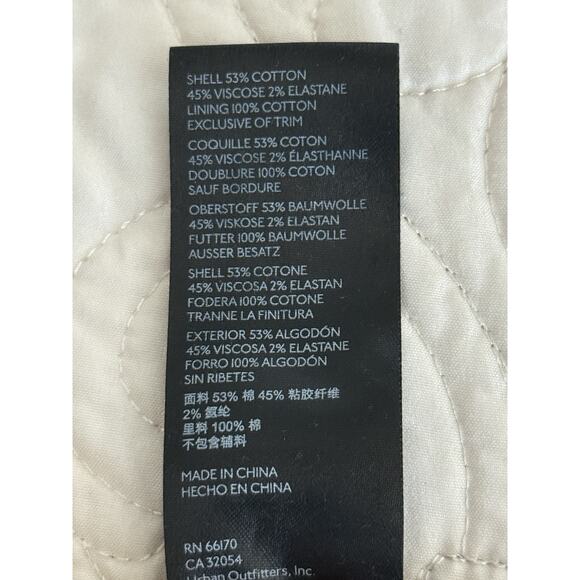 SHELL 53% COTTON
45% VISCOSE 2% ELASTANE
LINING 100% COTTON
EXCLUSIVE OF TRIM
COQUILLE 53% COTON
45% VISCOSE 2% ÉLASTHANNE
DOUBLURE 100% COTON
SAUF BORDURE
OBERSTOFF 53% BAUMWOLLE
45% VISKOSE 2% ELASTAN
FUTTER 100% BAUMWOLLE
AUSSER BESATZ
SHELL 53% COTONE
45% VISCOSA 2% ELASTAN
FODERA 100% COTONE
TRANNE LA FINITURA
EXTERIOR 53% ALGODÓN
45% VISCOSA 2% ELASTANE
FORRO 100% ALGODÓN
SIN RIBETES
面料 53% 棉 45% 粘胶纤维
2% 氨纶
里料 100% 棉
不包含辅料
MADE IN CHINA
HECHO EN CHINA
RN 66170
CA 32054
Urban Outfitters, Inc.